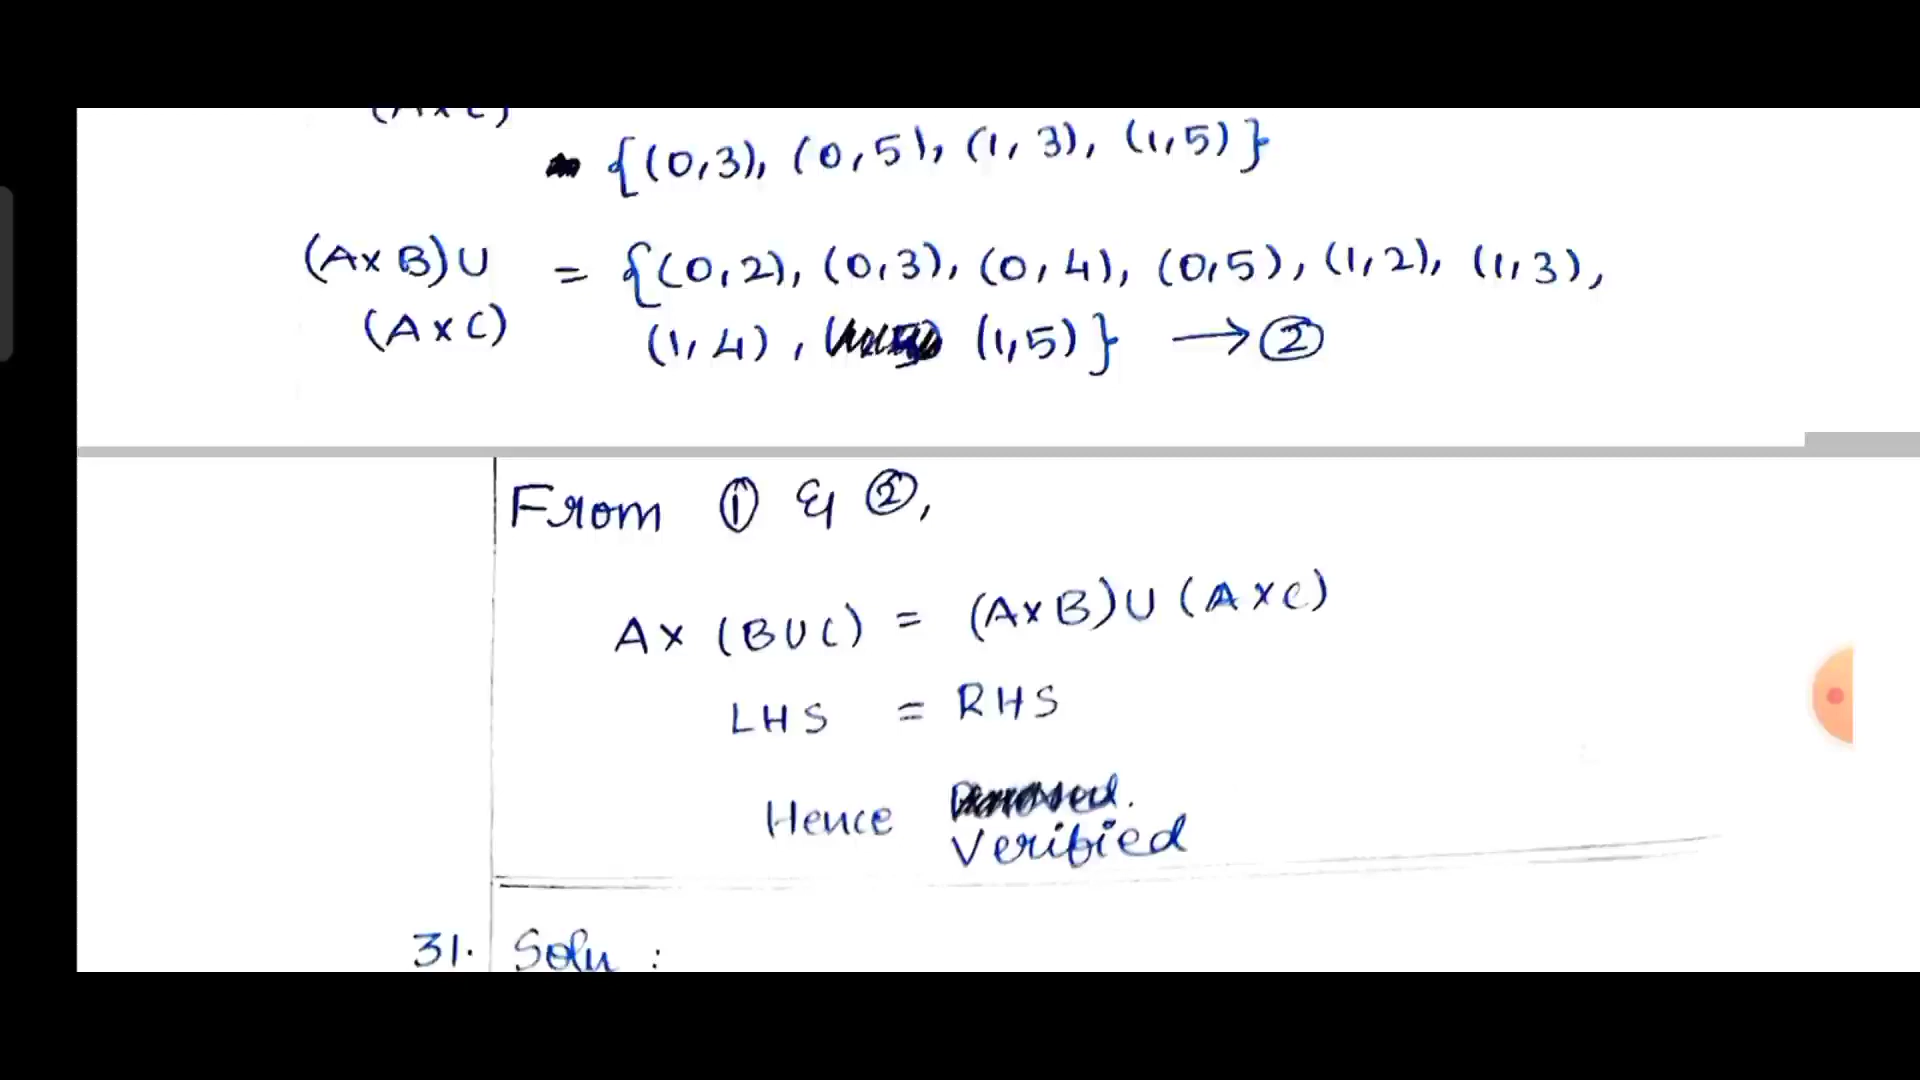 (A×C)
{(0,3), (0,5), (1,3), (1,5)}
(A×B)∪ = {(0,2), (0,3), (0,4), (0,5), (1,2), (1,3),
(A×C) (1,4), (1,5)} → ②
From ① & ②,
A× (B∪C) = (A×B)∪(A×C)
LHS = RHS
Hence
Verified
31. Soln :